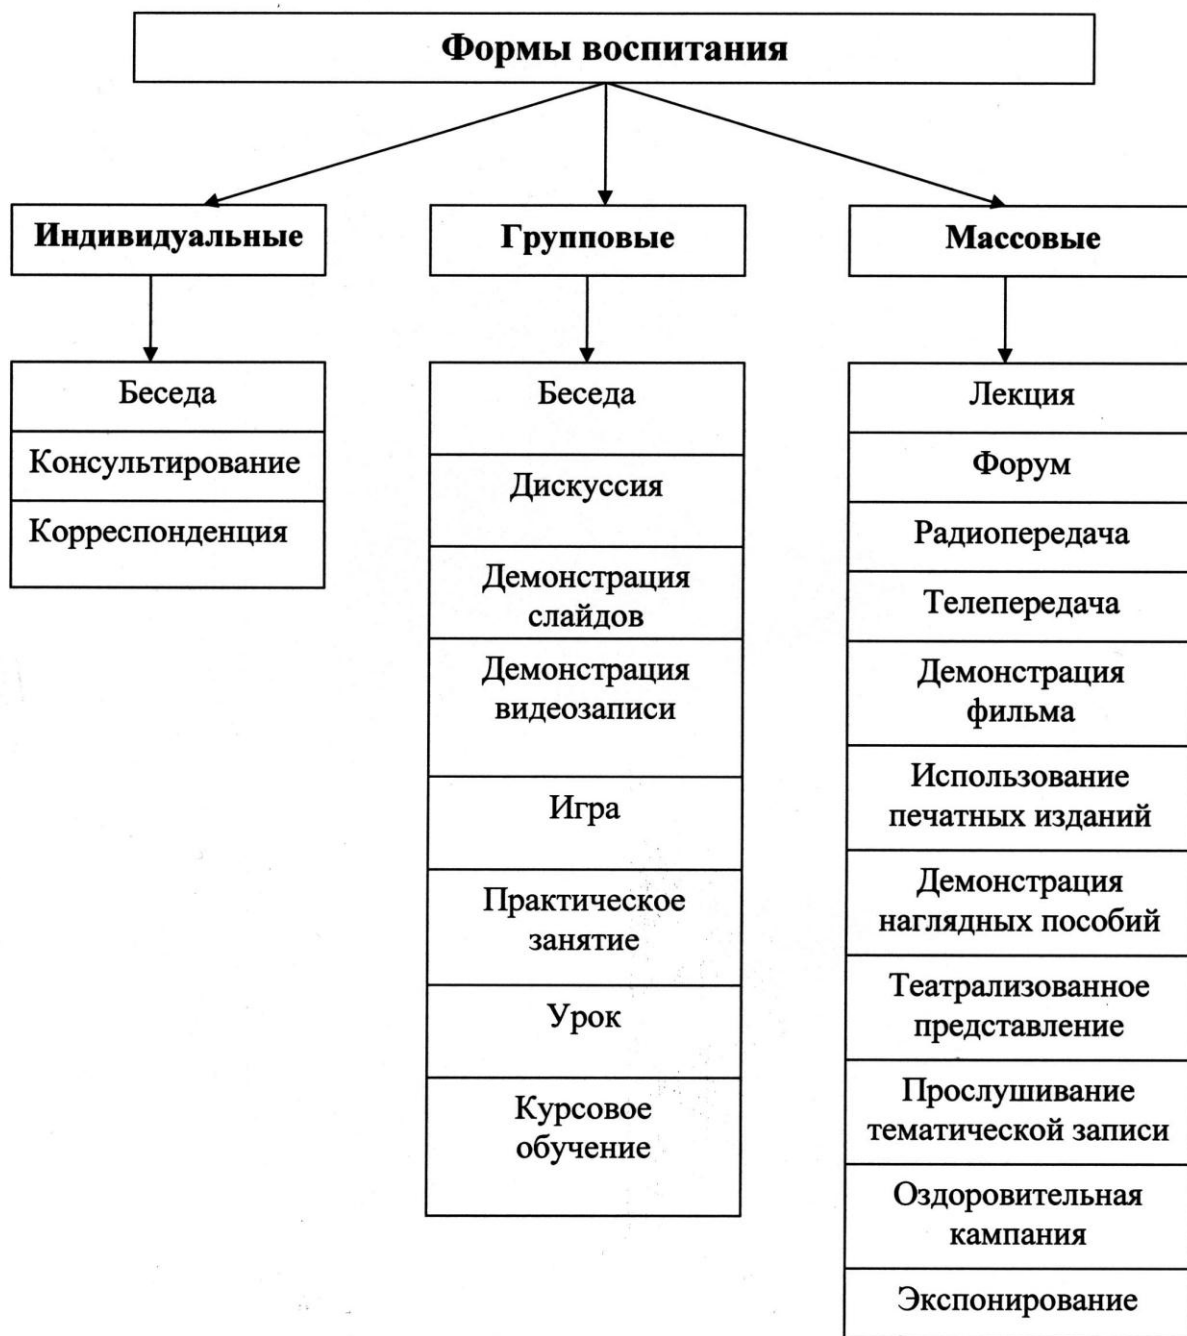 Формы воспитания
Индивидуальные
Групповые
Массовые
Беседа
Консультирование
Корреспонденция
Беседа
Дискуссия
Демонстрация
слайдов
Демонстрация
видеозаписи
Игра
Практическое
занятие
Урок
Курсовое
обучение
Лекция
Форум
Радиопередача
Телепередача
Демонстрация
фильма
Использование
печатных изданий
Демонстрация
наглядных пособий
Театрализованное
представление
Прослушивание
тематической записи
Оздоровительная
кампания
Экспонирование